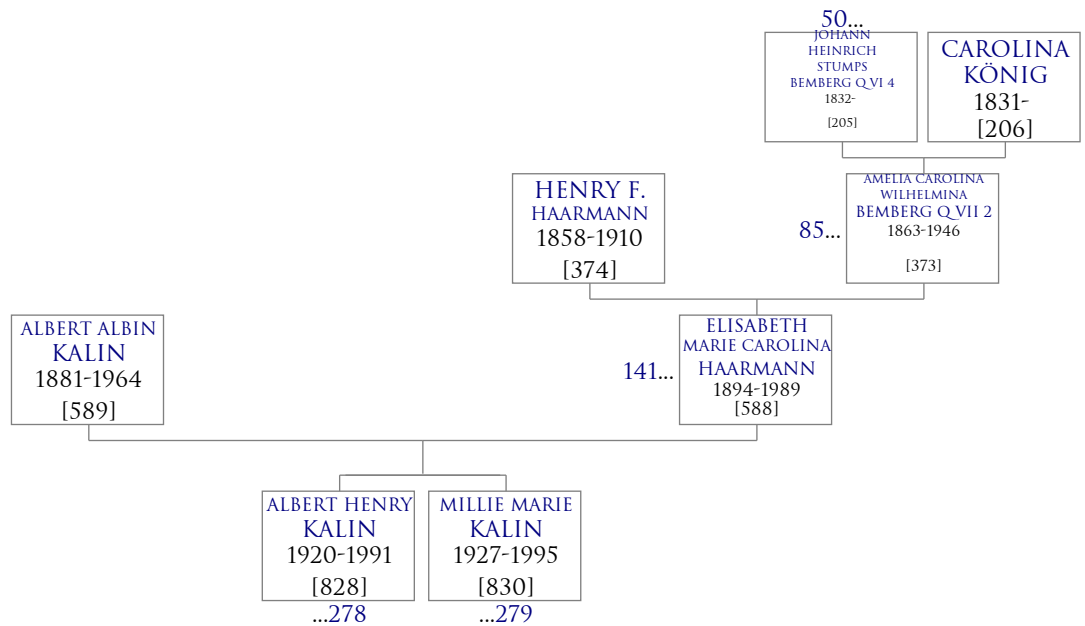 50...
JOHANN
HEINRICH
STUMPS
BEMBERG Q VI 4
1832-
[205]
CAROLINA
KÖNIG
1831-
[206]
HENRY F.
HAARMANN
1858-1910
[374]
85...
AMELIA CAROLINA
WILHELMINA
BEMBERG Q VII 2
1863-1946
[373]
ALBERT ALBIN
KALIN
1881-1964
[589]
141...
ELISABETH
MARIE CAROLINA
HAARMANN
1894-1989
[588]
ALBERT HENRY
KALIN
1920-1991
[828]
...278
MILLIE MARIE
KALIN
1927-1995
[830]
...279